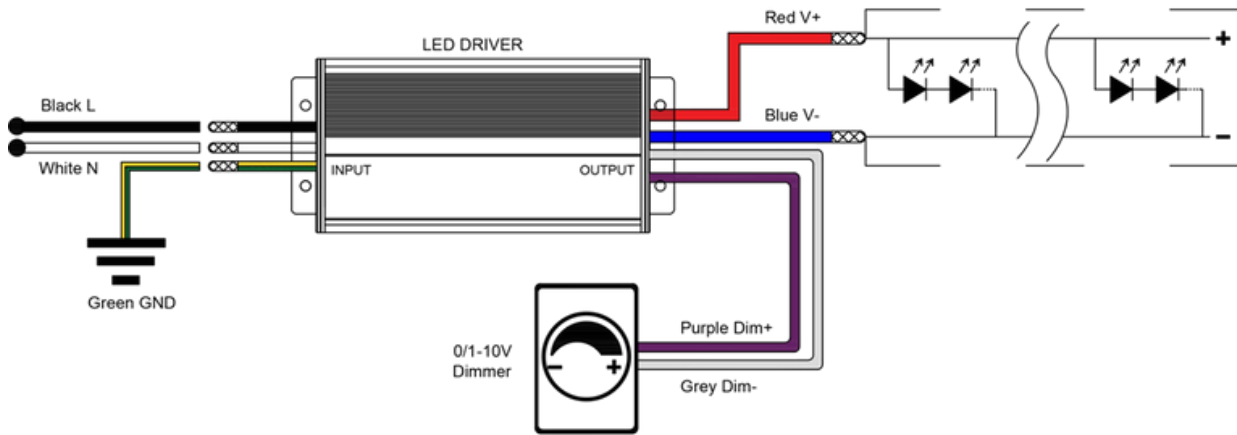 Red V+
LED DRIVER
+
Black L
Blue V-
White N
INPUT
OUTPUT
−
Green GND
Purple Dim+
0/1-10V
Dimmer
− +
Grey Dim-